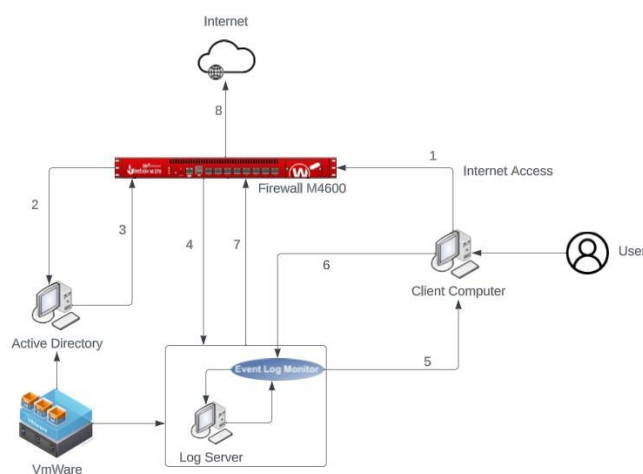 Internet
8
1
Firewall M4600
Internet Access
2
3
4
7
6
User
Client Computer
Active Directory
5
Event Log Monitor
Log Server
VmWare